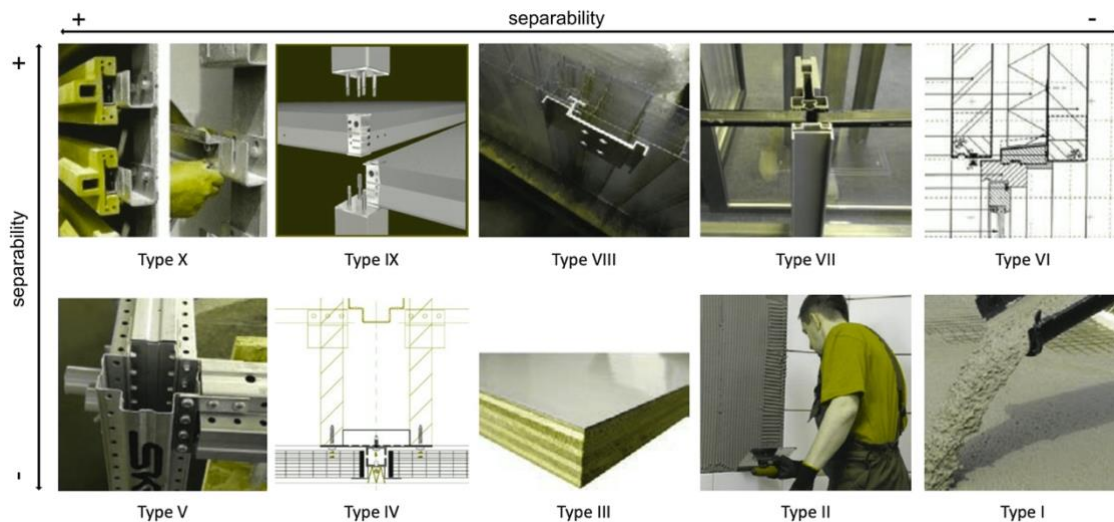 + separability -
+
separability
-
Type X Type IX Type VIII Type VII Type VI
SK
Type V Type IV Type III Type II Type I